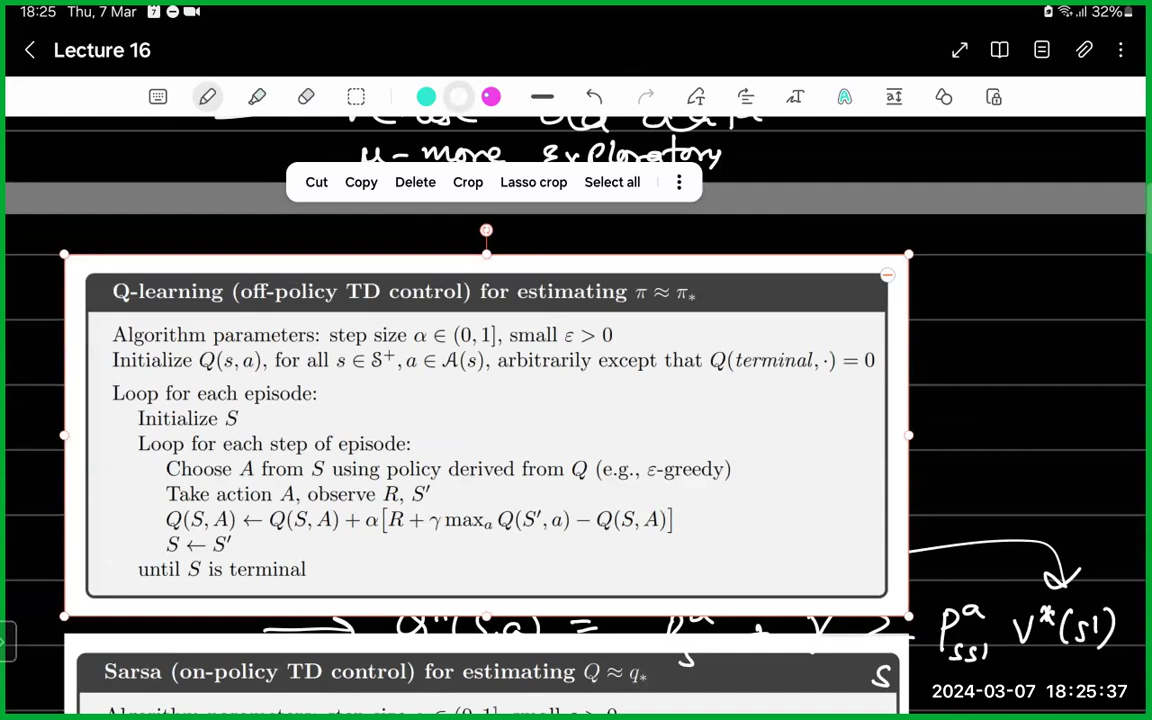 18:25 Thu, 7 Mar 7 32%
Lecture 16
μ - more exploratory
Cut Copy Delete Crop Lasso crop Select all
Q-learning (off-policy TD control) for estimating π ≈ π∗
Algorithm parameters: step size α ∈ (0, 1], small ε > 0
Initialize Q(s, a), for all s ∈ S⁺, a ∈ A(s), arbitrarily except that Q(terminal, ·) = 0
Loop for each episode:
Initialize S
Loop for each step of episode:
Choose A from S using policy derived from Q (e.g., ε-greedy)
Take action A, observe R, S′
Q(S, A) ← Q(S, A) + α[R + γ maxₐ Q(S′, a) − Q(S, A)]
S ← S′
until S is terminal
P^a_{ss'} V*(s')
Sarsa (on-policy TD control) for estimating Q ≈ q∗
2024-03-07 18:25:37